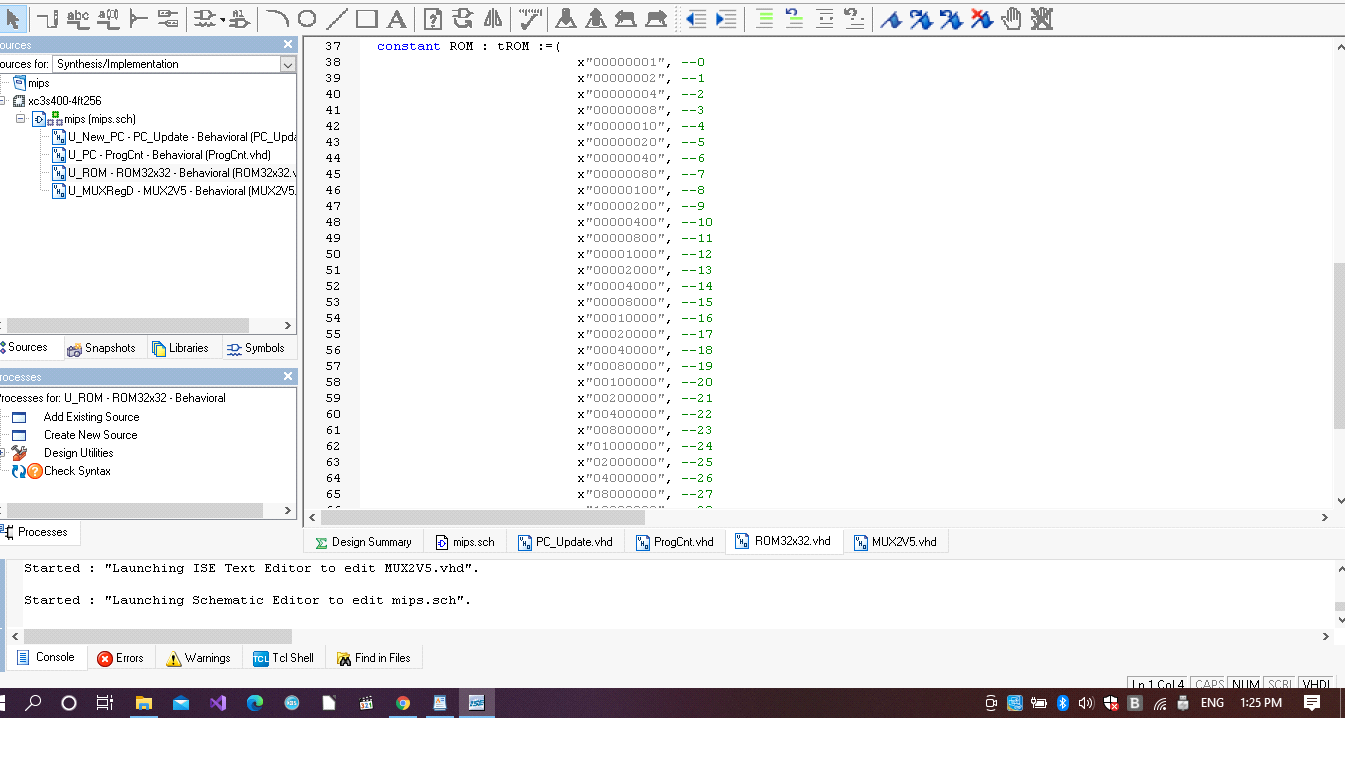 abc
a(:0)
A
ources
ources for: Synthesis/Implementation
mips
xc3s400-4ft256
mips (mips.sch)
U_New_PC - PC_Update - Behavioral (PC_Upda
U_PC - ProgCnt - Behavioral (ProgCnt.vhd)
U_ROM - ROM32x32 - Behavioral (ROM32x32.v
U_MUXRegD - MUX2V5 - Behavioral (MUX2V5.
Sources Snapshots Libraries Symbols
rocesses
Processes for: U_ROM - ROM32x32 - Behavioral
Add Existing Source
Create New Source
Design Utilities
Check Syntax
Processes
37 constant ROM : tROM :=(
38 x"00000001", --0
39 x"00000002", --1
40 x"00000004", --2
41 x"00000008", --3
42 x"00000010", --4
43 x"00000020", --5
44 x"00000040", --6
45 x"00000080", --7
46 x"00000100", --8
47 x"00000200", --9
48 x"00000400", --10
49 x"00000800", --11
50 x"00001000", --12
51 x"00002000", --13
52 x"00004000", --14
53 x"00008000", --15
54 x"00010000", --16
55 x"00020000", --17
56 x"00040000", --18
57 x"00080000", --19
58 x"00100000", --20
59 x"00200000", --21
60 x"00400000", --22
61 x"00800000", --23
62 x"01000000", --24
63 x"02000000", --25
64 x"04000000", --26
65 x"08000000", --27
Design Summary mips.sch PC_Update.vhd ProgCnt.vhd ROM32x32.vhd MUX2V5.vhd
Started : "Launching ISE Text Editor to edit MUX2V5.vhd".
Started : "Launching Schematic Editor to edit mips.sch".
Console Errors Warnings Tcl Shell Find in Files
Ln 1 Col 4 CAPS NUM SCRL VHDL
ENG 1:25 PM